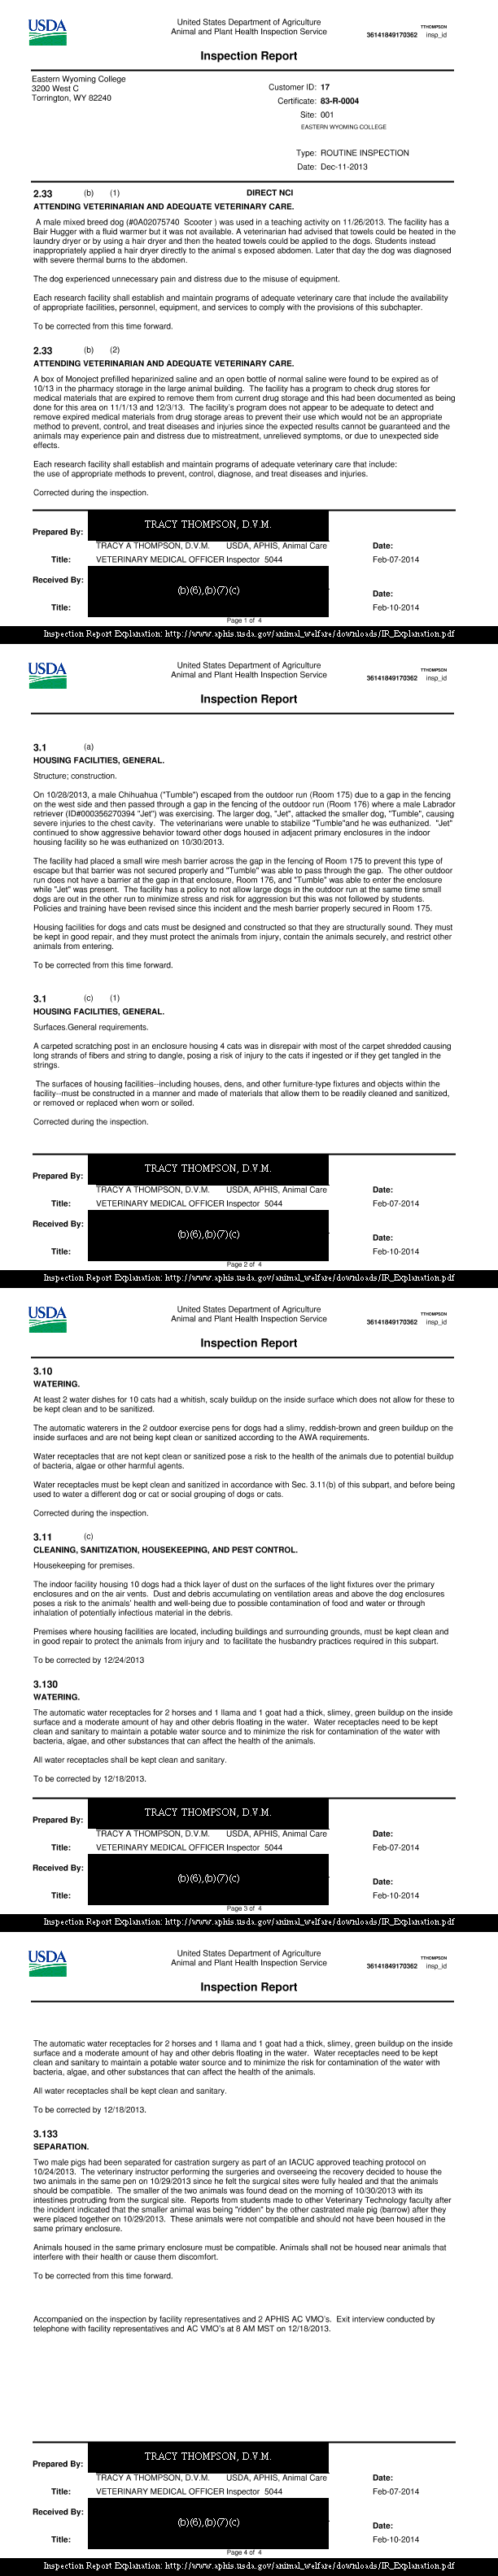 USDA
United States Department of Agriculture
Animal and Plant Health Inspection Service
TTHOMPSON
36141849170362 insp_id
Inspection Report
Eastern Wyoming College
3200 West C
Torrington, WY 82240
Customer ID: 17
Certificate: 83-R-0004
Site: 001
EASTERN WYOMING COLLEGE
Type: ROUTINE INSPECTION
Date: Dec-11-2013
2.33 (b) (1) DIRECT NCI
ATTENDING VETERINARIAN AND ADEQUATE VETERINARY CARE.
A male mixed breed dog (#0A02075740 Scooter ) was used in a teaching activity on 11/26/2013. The facility has a
Bair Hugger with a fluid warmer but it was not available. A veterinarian had advised that towels could be heated in the
laundry dryer or by using a hair dryer and then the heated towels could be applied to the dogs. Students instead
inappropriately applied a hair dryer directly to the animal s exposed abdomen. Later that day the dog was diagnosed
with severe thermal burns to the abdomen.
The dog experienced unnecessary pain and distress due to the misuse of equipment.
Each research facility shall establish and maintain programs of adequate veterinary care that include the availability
of appropriate facilities, personnel, equipment, and services to comply with the provisions of this subchapter.
To be corrected from this time forward.
2.33 (b) (2)
ATTENDING VETERINARIAN AND ADEQUATE VETERINARY CARE.
A box of Monoject prefilled heparinized saline and an open bottle of normal saline were found to be expired as of
10/13 in the pharmacy storage in the large animal building. The facility has a program to check drug stores for
medical materials that are expired to remove them from current drug storage and this had been documented as being
done for this area on 11/1/13 and 12/3/13. The facility's program does not appear to be adequate to detect and
remove expired medical materials from drug storage areas to prevent their use which would not be an appropriate
method to prevent, control, and treat diseases and injuries since the expected results cannot be guaranteed and the
animals may experience pain and distress due to mistreatment, unrelieved symptoms, or due to unexpected side
effects.
Each research facility shall establish and maintain programs of adequate veterinary care that include:
the use of appropriate methods to prevent, control, diagnose, and treat diseases and injuries.
Corrected during the inspection.
TRACY THOMPSON, D.V.M.
Prepared By:
TRACY A THOMPSON, D.V.M. USDA, APHIS, Animal Care Date:
Title: VETERINARY MEDICAL OFFICER Inspector 5044 Feb-07-2014
Received By:
(b)(6),(b)(7)(c)
Date:
Title: Feb-10-2014
Page 1 of 4
Inspection Report Explanation: http://www.aphis.usda.gov/animal_welfare/downloads/IR_Explanation.pdf
USDA
United States Department of Agriculture
Animal and Plant Health Inspection Service
TTHOMPSON
36141849170362 insp_id
Inspection Report
3.1 (a)
HOUSING FACILITIES, GENERAL.
Structure; construction.
On 10/28/2013, a male Chihuahua ("Tumble") escaped from the outdoor run (Room 175) due to a gap in the fencing
on the west side and then passed through a gap in the fencing of the outdoor run (Room 176) where a male Labrador
retriever (ID#000356270394 "Jet") was exercising. The larger dog, "Jet", attacked the smaller dog, "Tumble", causing
severe injuries to the chest cavity. The veterinarians were unable to stabilize "Tumble"and he was euthanized. "Jet"
continued to show aggressive behavior toward other dogs housed in adjacent primary enclosures in the indoor
housing facility so he was euthanized on 10/30/2013.
The facility had placed a small wire mesh barrier across the gap in the fencing of Room 175 to prevent this type of
escape but that barrier was not secured properly and "Tumble" was able to pass through the gap. The other outdoor
run does not have a barrier at the gap in that enclosure, Room 176, and "Tumble" was able to enter the enclosure
while "Jet" was present. The facility has a policy to not allow large dogs in the outdoor run at the same time small
dogs are out in the other run to minimize stress and risk for aggression but this was not followed by students.
Policies and training have been revised since this incident and the mesh barrier properly secured in Room 175.
Housing facilities for dogs and cats must be designed and constructed so that they are structurally sound. They must
be kept in good repair, and they must protect the animals from injury, contain the animals securely, and restrict other
animals from entering.
To be corrected from this time forward.
3.1 (c) (1)
HOUSING FACILITIES, GENERAL.
Surfaces.General requirements.
A carpeted scratching post in an enclosure housing 4 cats was in disrepair with most of the carpet shredded causing
long strands of fibers and string to dangle, posing a risk of injury to the cats if ingested or if they get tangled in the
strings.
The surfaces of housing facilities--including houses, dens, and other furniture-type fixtures and objects within the
facility--must be constructed in a manner and made of materials that allow them to be readily cleaned and sanitized,
or removed or replaced when worn or soiled.
Corrected during the inspection.
TRACY THOMPSON, D.V.M.
Prepared By:
TRACY A THOMPSON, D.V.M. USDA, APHIS, Animal Care Date:
Title: VETERINARY MEDICAL OFFICER Inspector 5044 Feb-07-2014
Received By:
(b)(6),(b)(7)(c)
Date:
Title: Feb-10-2014
Page 2 of 4
Inspection Report Explanation: http://www.aphis.usda.gov/animal_welfare/downloads/IR_Explanation.pdf
USDA
United States Department of Agriculture
Animal and Plant Health Inspection Service
TTHOMPSON
36141849170362 insp_id
Inspection Report
3.10
WATERING.
At least 2 water dishes for 10 cats had a whitish, scaly buildup on the inside surface which does not allow for these to
be kept clean and to be sanitized.
The automatic waterers in the 2 outdoor exercise pens for dogs had a slimy, reddish-brown and green buildup on the
inside surfaces and are not being kept clean or sanitized according to the AWA requirements.
Water receptacles that are not kept clean or sanitized pose a risk to the health of the animals due to potential buildup
of bacteria, algae or other harmful agents.
Water receptacles must be kept clean and sanitized in accordance with Sec. 3.11(b) of this subpart, and before being
used to water a different dog or cat or social grouping of dogs or cats.
Corrected during the inspection.
3.11 (c)
CLEANING, SANITIZATION, HOUSEKEEPING, AND PEST CONTROL.
Housekeeping for premises.
The indoor facility housing 10 dogs had a thick layer of dust on the surfaces of the light fixtures over the primary
enclosures and on the air vents. Dust and debris accumulating on ventilation areas and above the dog enclosures
poses a risk to the animals' health and well-being due to possible contamination of food and water or through
inhalation of potentially infectious material in the debris.
Premises where housing facilities are located, including buildings and surrounding grounds, must be kept clean and
in good repair to protect the animals from injury and to facilitate the husbandry practices required in this subpart.
To be corrected by 12/24/2013
3.130
WATERING.
The automatic water receptacles for 2 horses and 1 llama and 1 goat had a thick, slimey, green buildup on the inside
surface and a moderate amount of hay and other debris floating in the water. Water receptacles need to be kept
clean and sanitary to maintain a potable water source and to minimize the risk for contamination of the water with
bacteria, algae, and other substances that can affect the health of the animals.
All water receptacles shall be kept clean and sanitary.
To be corrected by 12/18/2013.
TRACY THOMPSON, D.V.M.
Prepared By:
TRACY A THOMPSON, D.V.M. USDA, APHIS, Animal Care Date:
Title: VETERINARY MEDICAL OFFICER Inspector 5044 Feb-07-2014
Received By:
(b)(6),(b)(7)(c)
Date:
Title: Feb-10-2014
Page 3 of 4
Inspection Report Explanation: http://www.aphis.usda.gov/animal_welfare/downloads/IR_Explanation.pdf
USDA
United States Department of Agriculture
Animal and Plant Health Inspection Service
TTHOMPSON
36141849170362 insp_id
Inspection Report
The automatic water receptacles for 2 horses and 1 llama and 1 goat had a thick, slimey, green buildup on the inside
surface and a moderate amount of hay and other debris floating in the water. Water receptacles need to be kept
clean and sanitary to maintain a potable water source and to minimize the risk for contamination of the water with
bacteria, algae, and other substances that can affect the health of the animals.
All water receptacles shall be kept clean and sanitary.
To be corrected by 12/18/2013.
3.133
SEPARATION.
Two male pigs had been separated for castration surgery as part of an IACUC approved teaching protocol on
10/24/2013. The veterinary instructor performing the surgeries and overseeing the recovery decided to house the
two animals in the same pen on 10/29/2013 since he felt the surgical sites were fully healed and that the animals
should be compatible. The smaller of the two animals was found dead on the morning of 10/30/2013 with its
intestines protruding from the surgical site. Reports from students made to other Veterinary Technology faculty after
the incident indicated that the smaller animal was being "ridden" by the other castrated male pig (barrow) after they
were placed together on 10/29/2013. These animals were not compatible and should not have been housed in the
same primary enclosure.
Animals housed in the same primary enclosure must be compatible. Animals shall not be housed near animals that
interfere with their health or cause them discomfort.
To be corrected from this time forward.
Accompanied on the inspection by facility representatives and 2 APHIS AC VMO's. Exit interview conducted by
telephone with facility representatives and AC VMO's at 8 AM MST on 12/18/2013.
TRACY THOMPSON, D.V.M.
Prepared By:
TRACY A THOMPSON, D.V.M. USDA, APHIS, Animal Care Date:
Title: VETERINARY MEDICAL OFFICER Inspector 5044 Feb-07-2014
Received By:
(b)(6),(b)(7)(c)
Date:
Title: Feb-10-2014
Page 4 of 4
Inspection Report Explanation: http://www.aphis.usda.gov/animal_welfare/downloads/IR_Explanation.pdf